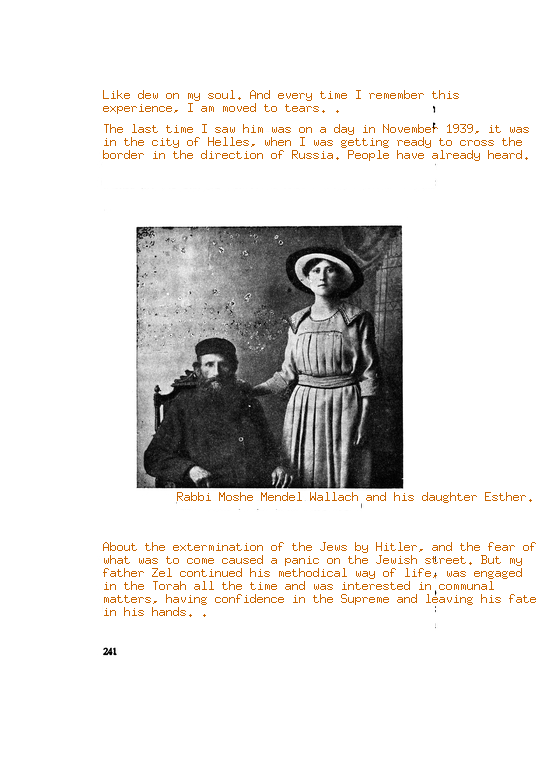 Like dew on my soul. And every time I remember this
experience, I am moved to tears. .
The last time I saw him was on a day in November 1939, it was
in the city of Helles, when I was getting ready to cross the
border in the direction of Russia. People have already heard.
Rabbi Moshe Mendel Wallach and his daughter Esther.
About the extermination of the Jews by Hitler, and the fear of
what was to come caused a panic on the Jewish street. But my
father Zel continued his methodical way of life, was engaged
in the Torah all the time and was interested in communal
matters, having confidence in the Supreme and leaving his fate
in his hands. .
241